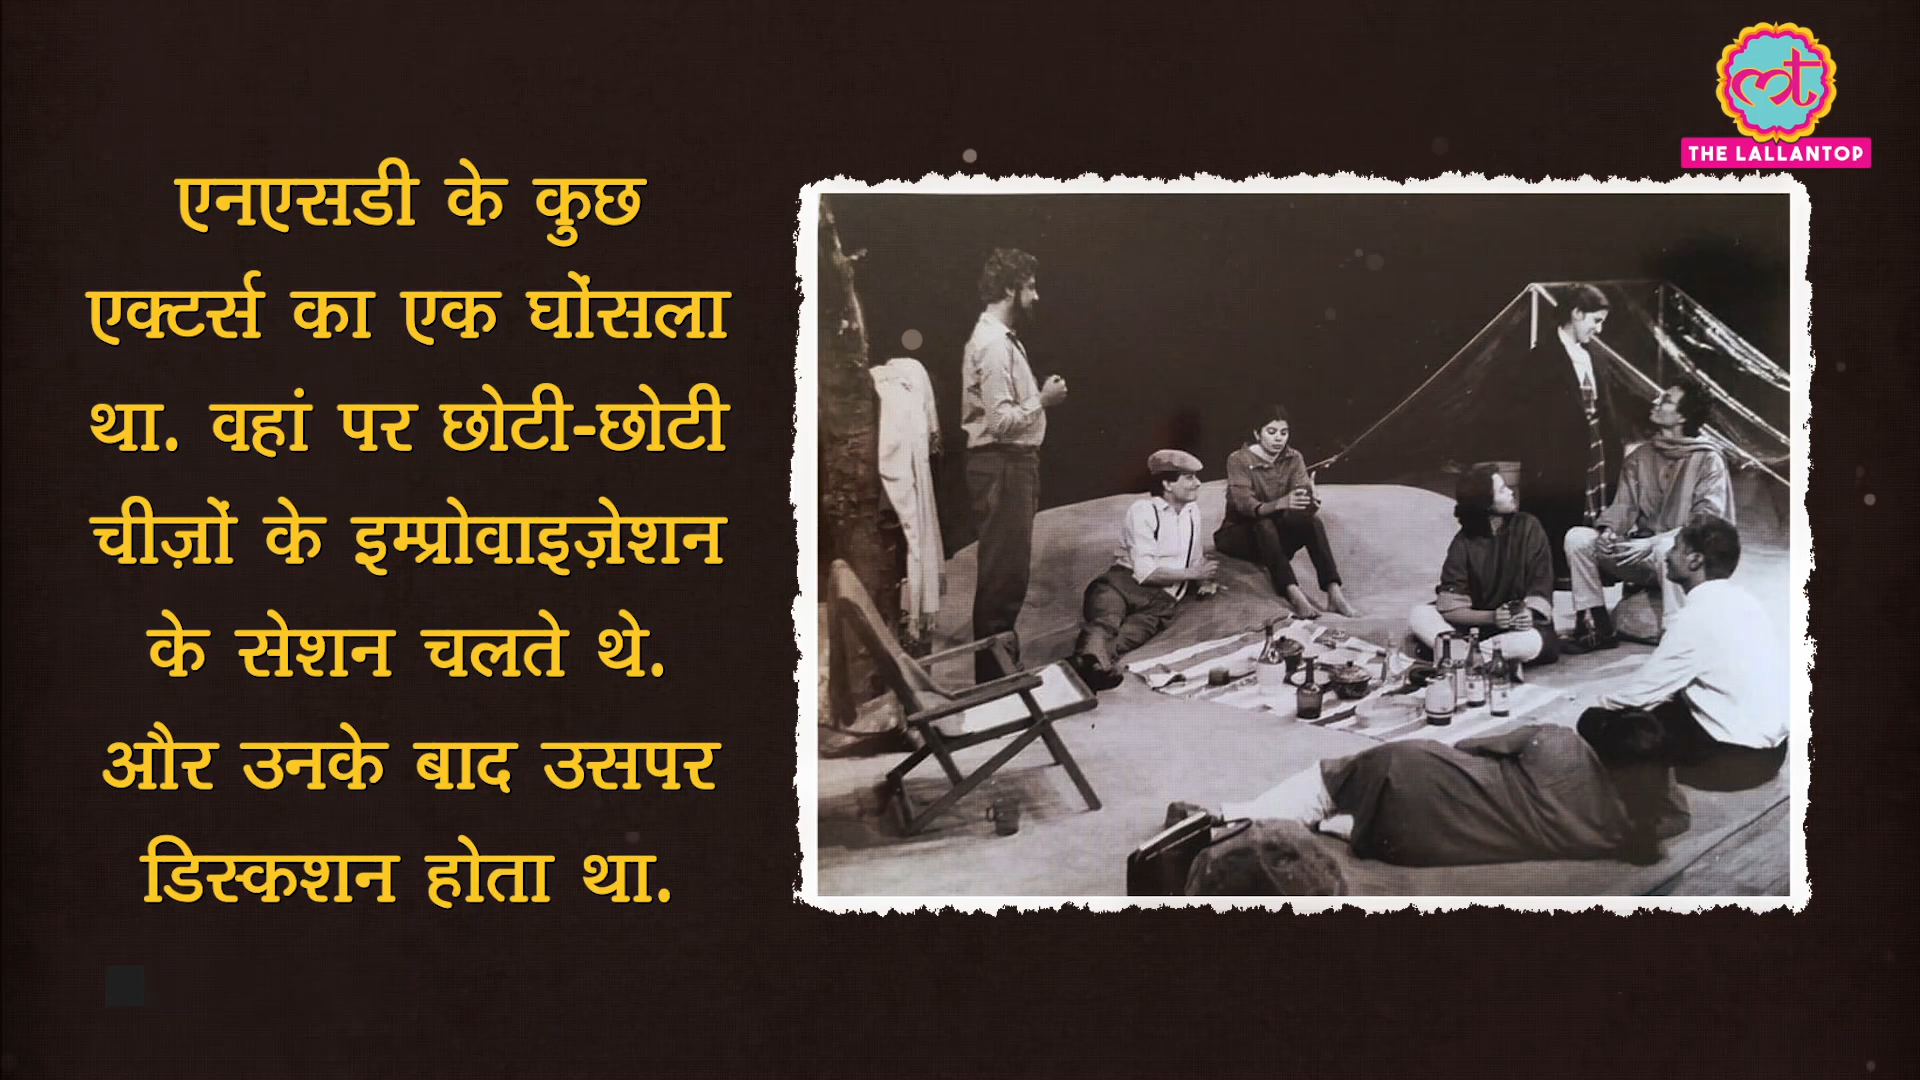 एनएसडी के कुछ
एक्टर्स का एक घोंसला
था. वहां पर छोटी-छोटी
चीज़ों के इम्प्रोवाइज़ेशन
के सेशन चलते थे.
और उनके बाद उसपर
डिस्कशन होता था.
THE LALLANTOP